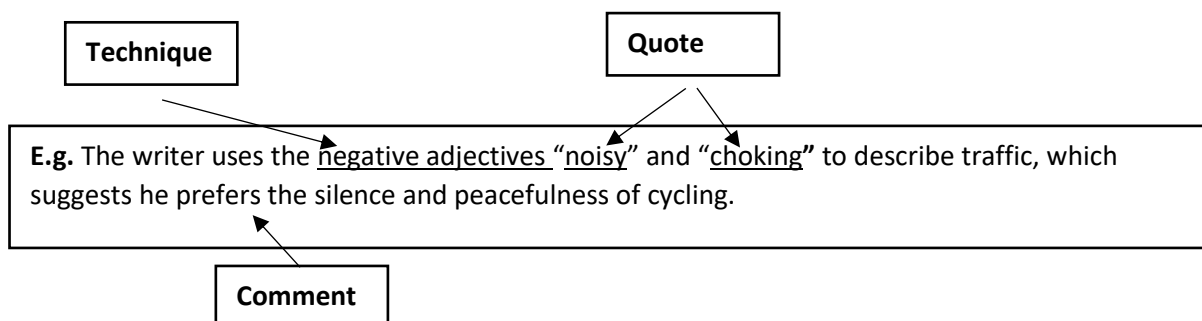 Technique
Quote
E.g. The writer uses the negative adjectives “noisy” and “choking” to describe traffic, which
suggests he prefers the silence and peacefulness of cycling.
Comment